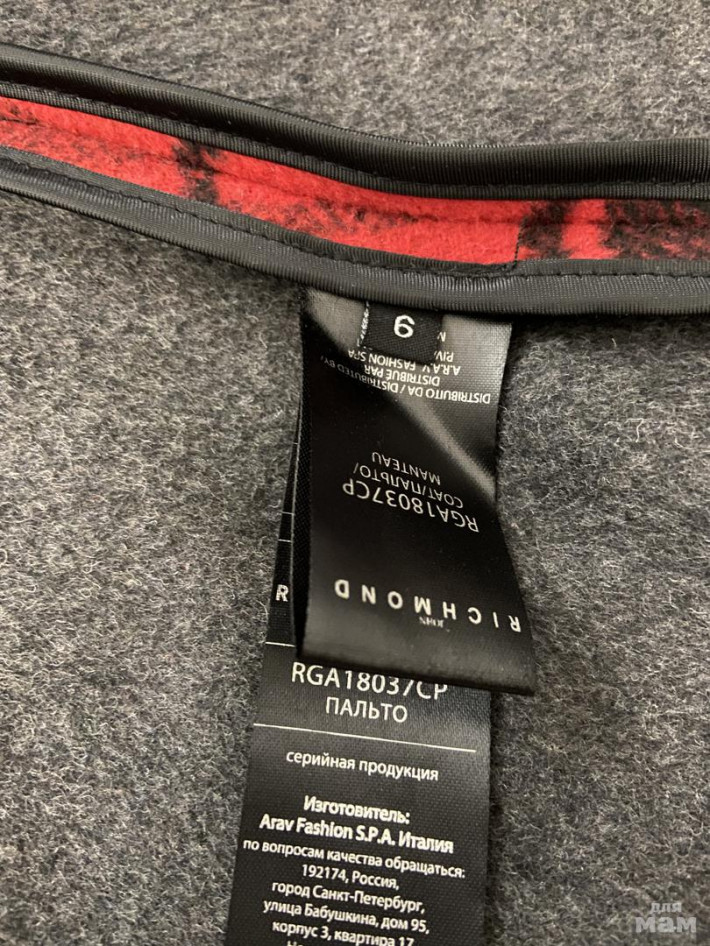 JOHN
RICHMOND
RGA18037CP
COAT/ПАЛЬТО/
MANTEAU
DISTRIBUITO DA / DISTRIBUTED BY/
DISTRIBUE PAR
A.R.A.V. FASHION SPA
6
R
RGA18037CP
ПАЛЬТО
серийная продукция
Изготовитель:
Arav Fashion S.P.A. Италия
по вопросам качества обращаться:
192174, Россия,
город Санкт-Петербург,
улица Бабушкина, дом 95,
корпус 3, квартира 17
для
мам